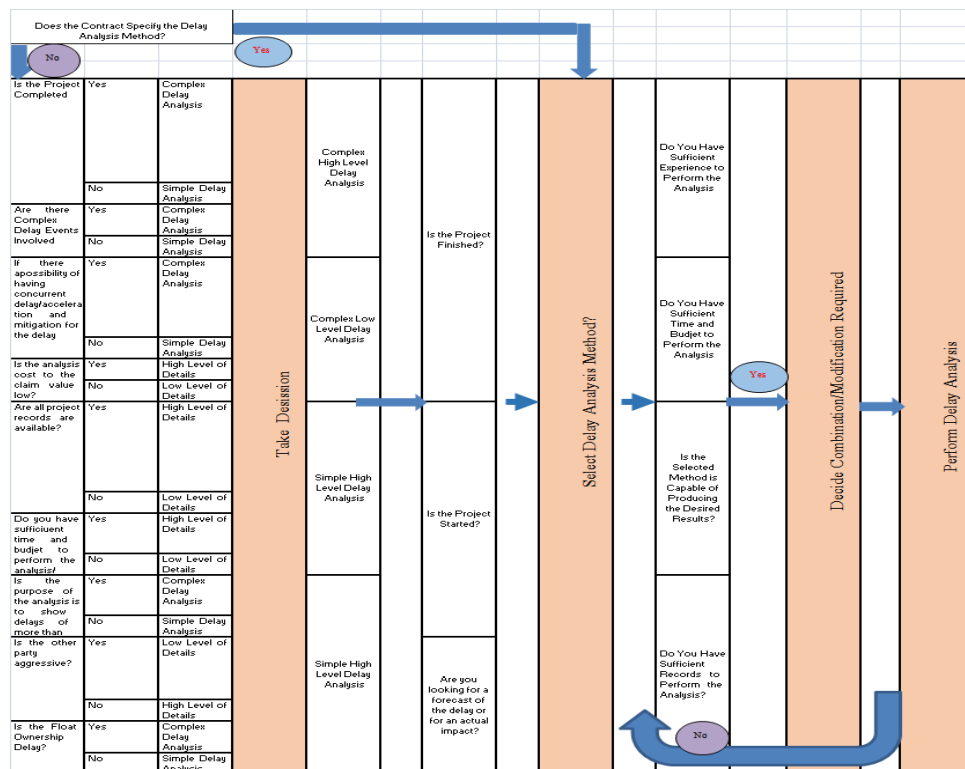 Does the Contract Specify the Delay
Analysis Method?
No
Yes
Is the Project
Completed
Yes
Complex
Delay
Analysis
No
Simple Delay
Analysis
Are there
Complex
Delay Events
Involved
Yes
Complex
Delay
Analysis
No
Simple Delay
Analysis
If there
apossibility of
having
concurrent
delay/accelera
tion and
mitigation for
the delay
Yes
Complex
Delay
Analysis
No
Simple Delay
Analysis
Is the analysis
cost to the
claim value
low?
Yes
High Level of
Details
No
Low Level of
Details
Are all project
records are
available?
Yes
High Level of
Details
No
Low Level of
Details
Do you have
sufficiuent
time and
budjet to
perform the
analysis/
Yes
High Level of
Details
No
Low Level of
Details
Is the
purpose of
the analysis is
to show
delays of
more than
Yes
Complex
Delay
Analysis
No
Simple Delay
Analysis
Is the other
party
aggressive?
Yes
Low Level of
Details
No
High Level of
Details
Is the Float
Ownership
Delay?
Yes
Complex
Delay
Analysis
No
Simple Delay
Analysis
Take Desission
Complex
High Level
Delay
Analysis
Complex Low
Level Delay
Analysis
Simple High
Level Delay
Analysis
Simple High
Level Delay
Analysis
Is the Project
Finished?
Is the Project
Started?
Are you
looking for a
forecast of
the delay or
for an actual
impact?
Select Delay Analysis Method?
Do You Have
Sufficient
Experience to
Perform the
Analysis
Do You Have
Sufficient
Time and
Budjet to
Perform the
Analysis
Is the
Selected
Method is
Capable of
Producing
the Desired
Results?
Do You Have
Sufficient
Records to
Perform the
Analysis?
Yes
No
Decide Combination/Modification Required
Perform Delay Analysis